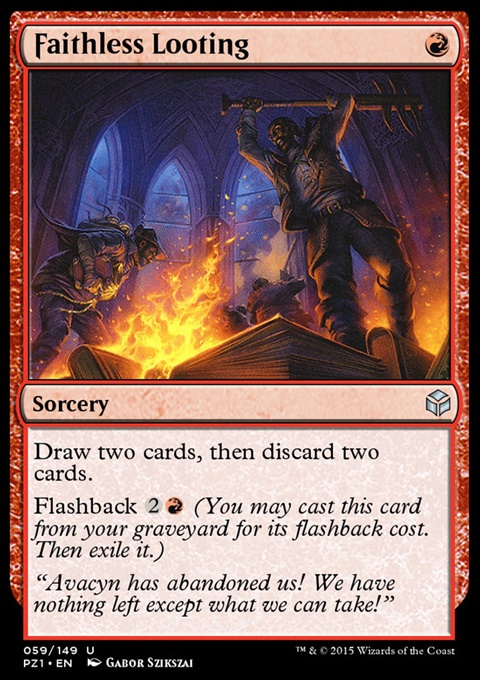 Faithless Looting
Sorcery
Draw two cards, then discard two
cards.
Flashback 2 (You may cast this card
from your graveyard for its flashback cost.
Then exile it.)
“Avacyn has abandoned us! We have
nothing left except what we can take!”
059/149 U
PZ1 • EN Gabor Szikszai
™ & © 2015 Wizards of the Coast